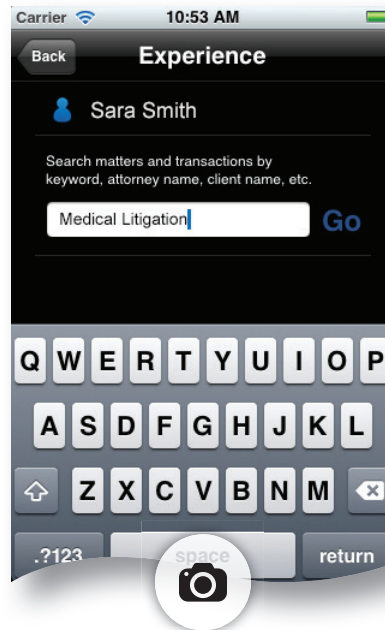 Carrier 10:53 AM
Back Experience
Sara Smith
Search matters and transactions by
keyword, attorney name, client name, etc.
Medical Litigation Go
Q W E R T Y U I O P
A S D F G H J K L
Z X C V B N M
.?123 space return